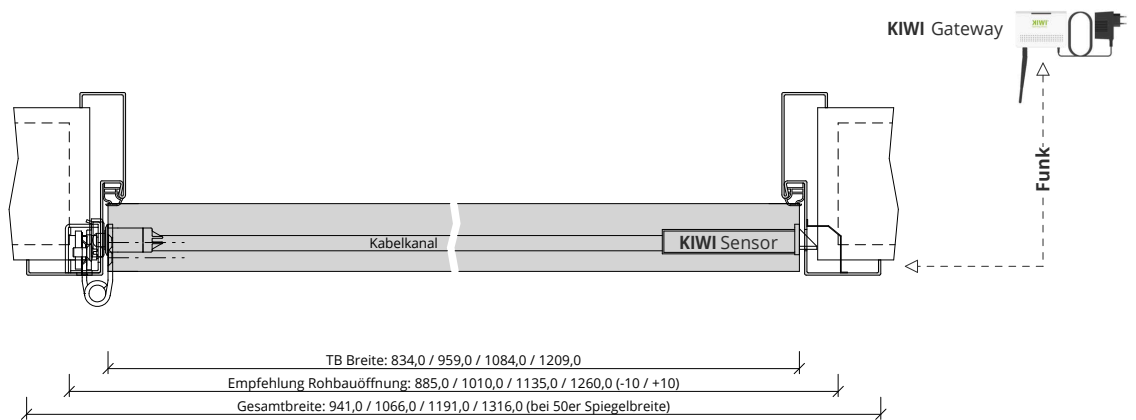 KIWI Gateway
KIWI
Funk
Kabelkanal
KIWI Sensor
TB Breite: 834,0 / 959,0 / 1084,0 / 1209,0
Empfehlung Rohbauöffnung: 885,0 / 1010,0 / 1135,0 / 1260,0 (-10 / +10)
Gesamtbreite: 941,0 / 1066,0 / 1191,0 / 1316,0 (bei 50er Spiegelbreite)